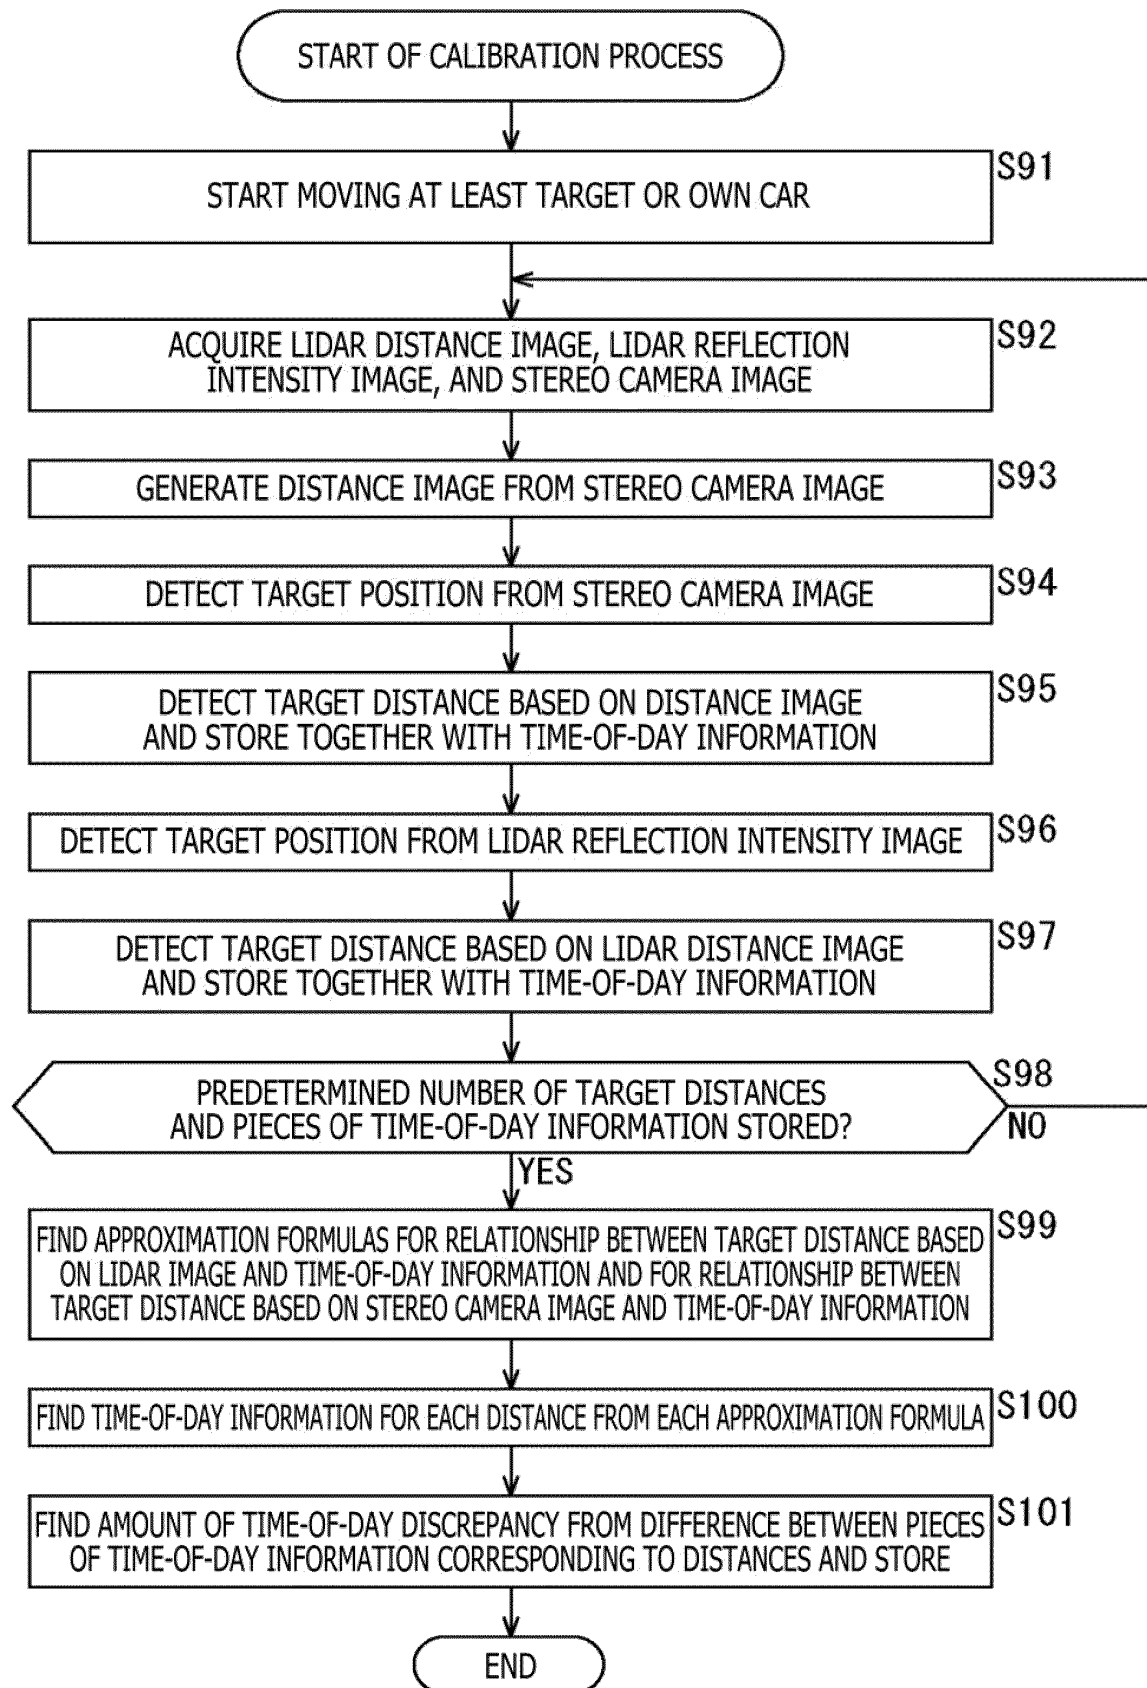 START OF CALIBRATION PROCESS
S91
START MOVING AT LEAST TARGET OR OWN CAR
S92
ACQUIRE LIDAR DISTANCE IMAGE, LIDAR REFLECTION
INTENSITY IMAGE, AND STEREO CAMERA IMAGE
S93
GENERATE DISTANCE IMAGE FROM STEREO CAMERA IMAGE
S94
DETECT TARGET POSITION FROM STEREO CAMERA IMAGE
S95
DETECT TARGET DISTANCE BASED ON DISTANCE IMAGE
AND STORE TOGETHER WITH TIME-OF-DAY INFORMATION
S96
DETECT TARGET POSITION FROM LIDAR REFLECTION INTENSITY IMAGE
S97
DETECT TARGET DISTANCE BASED ON LIDAR DISTANCE IMAGE
AND STORE TOGETHER WITH TIME-OF-DAY INFORMATION
S98
PREDETERMINED NUMBER OF TARGET DISTANCES
AND PIECES OF TIME-OF-DAY INFORMATION STORED?
NO
YES
S99
FIND APPROXIMATION FORMULAS FOR RELATIONSHIP BETWEEN TARGET DISTANCE BASED
ON LIDAR IMAGE AND TIME-OF-DAY INFORMATION AND FOR RELATIONSHIP BETWEEN
TARGET DISTANCE BASED ON STEREO CAMERA IMAGE AND TIME-OF-DAY INFORMATION
S100
FIND TIME-OF-DAY INFORMATION FOR EACH DISTANCE FROM EACH APPROXIMATION FORMULA
S101
FIND AMOUNT OF TIME-OF-DAY DISCREPANCY FROM DIFFERENCE BETWEEN PIECES
OF TIME-OF-DAY INFORMATION CORRESPONDING TO DISTANCES AND STORE
END